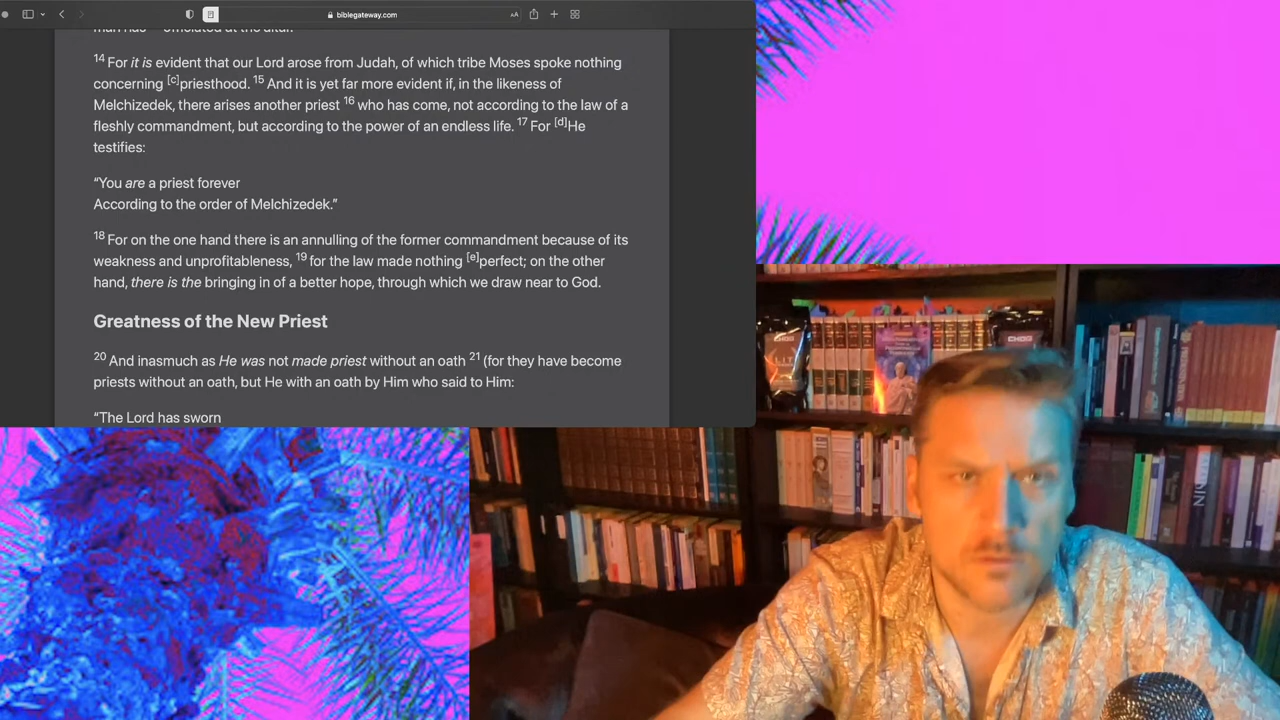 biblegateway.com
14 For it is evident that our Lord arose from Judah, of which tribe Moses spoke nothing
concerning [c]priesthood. 15 And it is yet far more evident if, in the likeness of
Melchizedek, there arises another priest 16 who has come, not according to the law of a
fleshly commandment, but according to the power of an endless life. 17 For [d]He
testifies:
“You are a priest forever
According to the order of Melchizedek.”
18 For on the one hand there is an annulling of the former commandment because of its
weakness and unprofitableness, 19 for the law made nothing [e]perfect; on the other
hand, there is the bringing in of a better hope, through which we draw near to God.
Greatness of the New Priest
20 And inasmuch as He was not made priest without an oath 21 (for they have become
priests without an oath, but He with an oath by Him who said to Him:
“The Lord has sworn